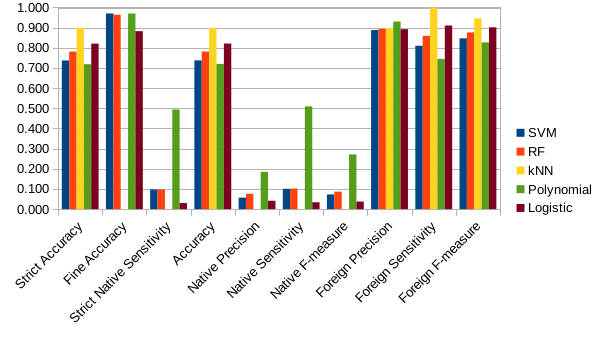 1.000
0.900
0.800
0.700
0.600
0.500
0.400
0.300
0.200
0.100
0.000
SVM
RF
kNN
Polynomial
Logistic
Strict Accuracy
Fine Accuracy
Strict Native Sensitivity
Accuracy
Native Precision
Native Sensitivity
Native F-measure
Foreign Precision
Foreign Sensitivity
Foreign F-measure